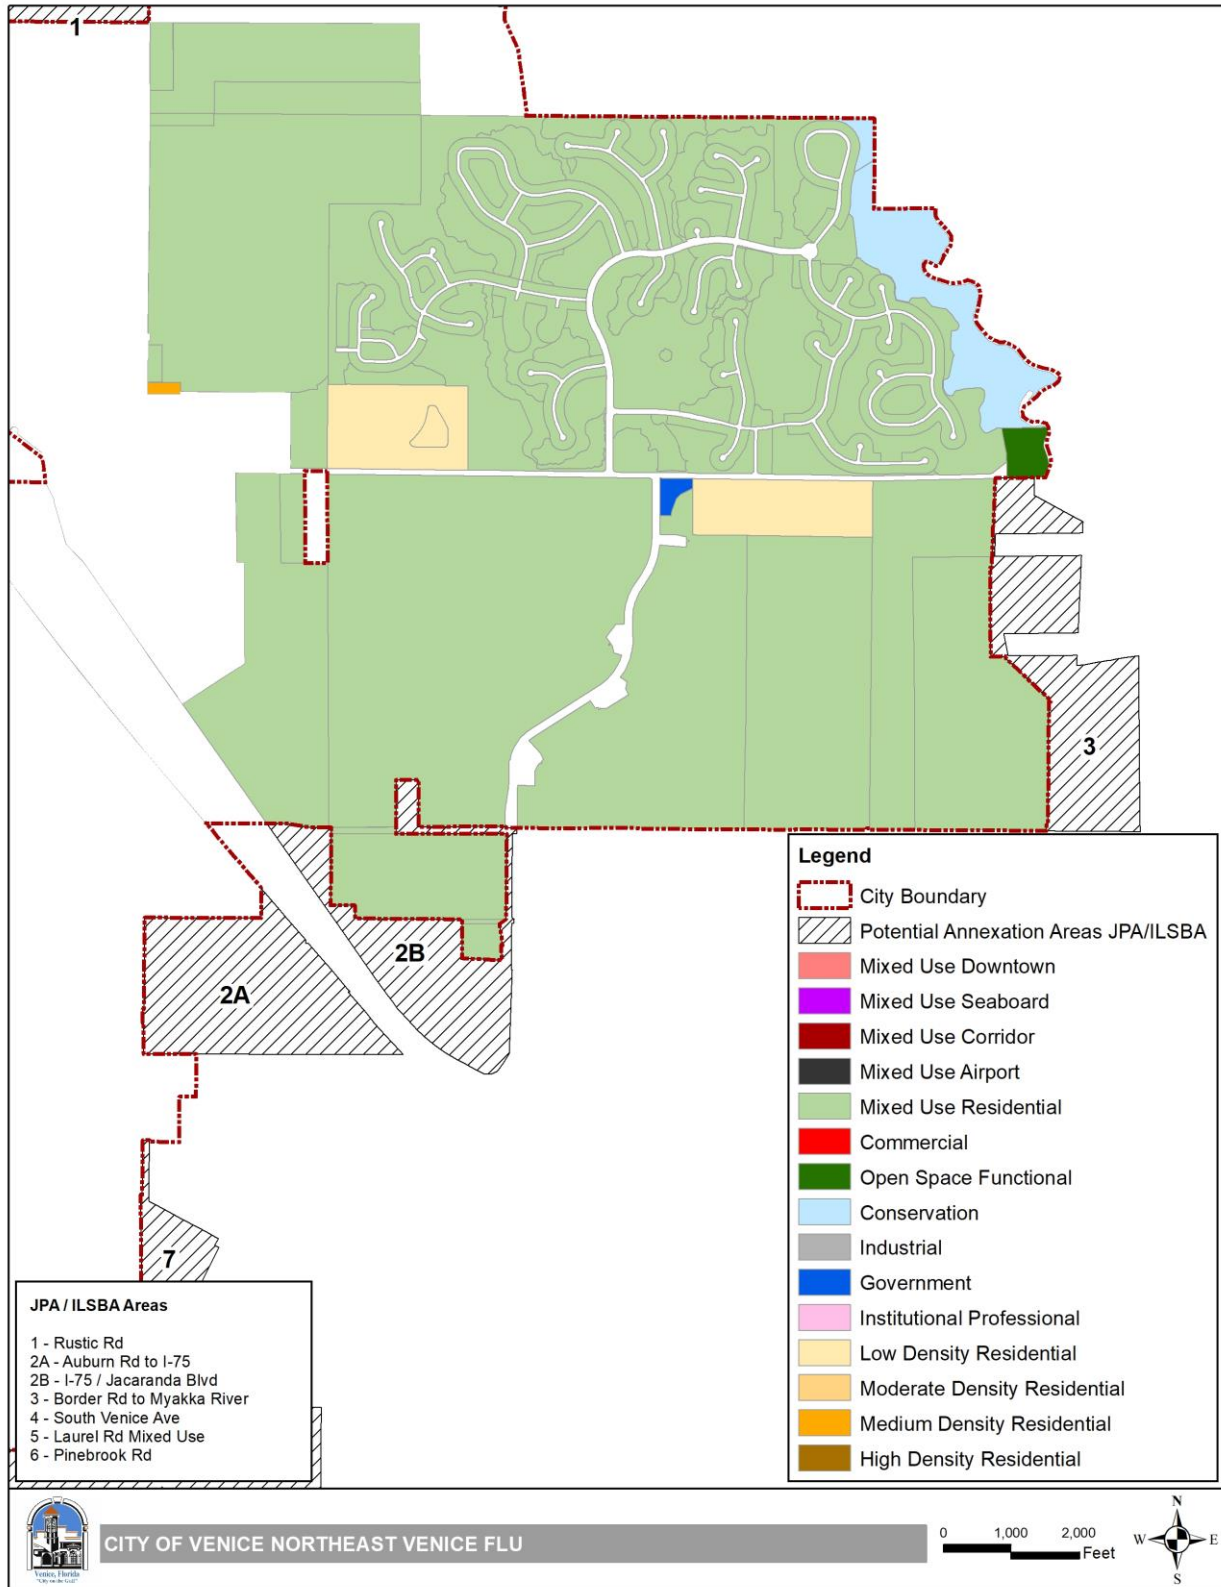 1
3
2B
2A
7
Legend
City Boundary
Potential Annexation Areas JPA/ILSBA
Mixed Use Downtown
Mixed Use Seaboard
Mixed Use Corridor
Mixed Use Airport
Mixed Use Residential
Commercial
Open Space Functional
Conservation
Industrial
Government
Institutional Professional
Low Density Residential
Moderate Density Residential
Medium Density Residential
High Density Residential
JPA / ILSBA Areas
1 - Rustic Rd
2A - Auburn Rd to I-75
2B - I-75 / Jacaranda Blvd
3 - Border Rd to Myakka River
4 - South Venice Ave
5 - Laurel Rd Mixed Use
6 - Pinebrook Rd
Venice, Florida
"City on the Gulf"
CITY OF VENICE NORTHEAST VENICE FLU
0 1,000 2,000
Feet
N
W E
S